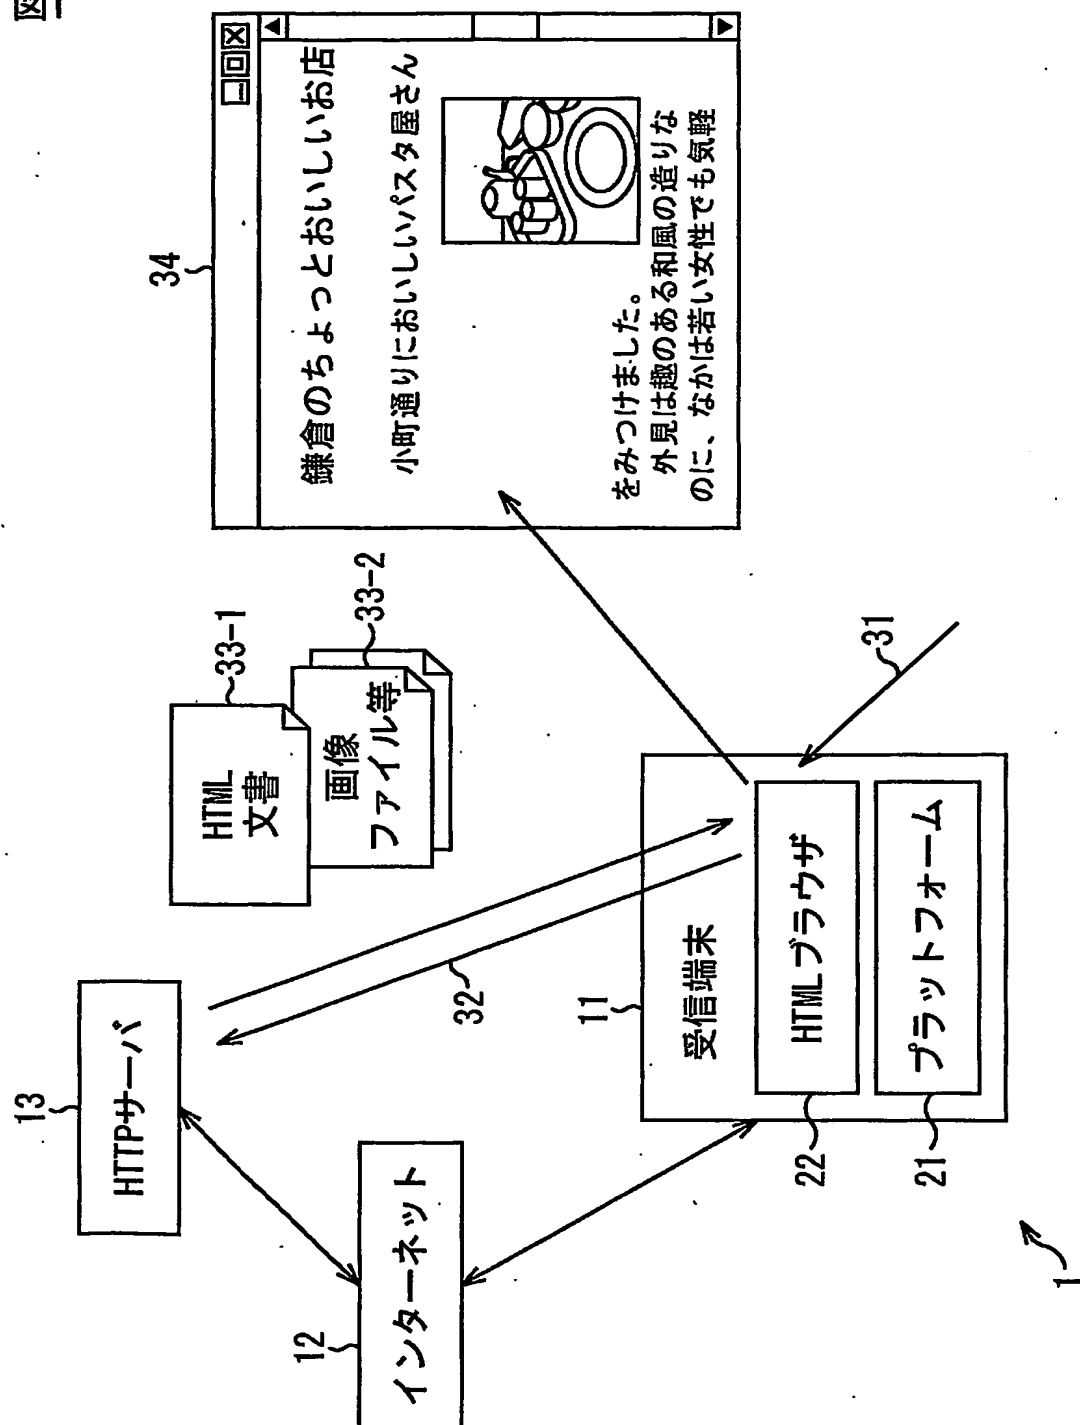 図
13
HTTPサーバ
12
インターネット
32
HTML
文書
33-1
画像
ファイル等
33-2
11
受信端末
22
HTMLブラウザ
21
プラットフォーム
31
34
鎌倉のちょっとおいしいお店
小町通りにおいしいパスタ屋さん
をみつけました。
外見は趣のある和風の造りな
のに、なかは若い女性でも気軽
1